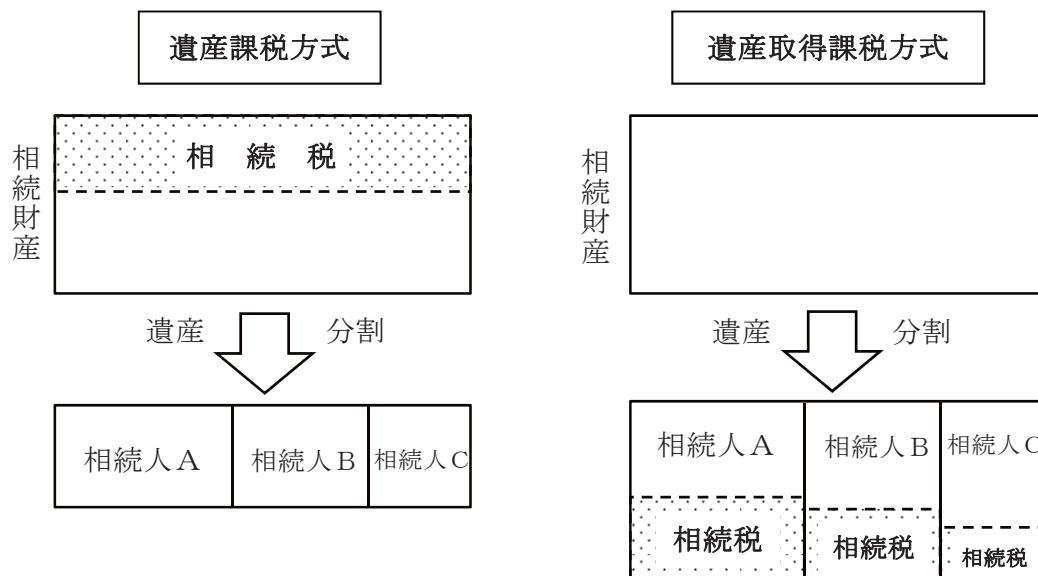 遺産課税方式
相続財産
相　続　税
遺産
分割
相続人A
相続人B
相続人C
遺産取得課税方式
相続財産
遺産
分割
相続人A
相続人B
相続人C
相続税
相続税
相続税